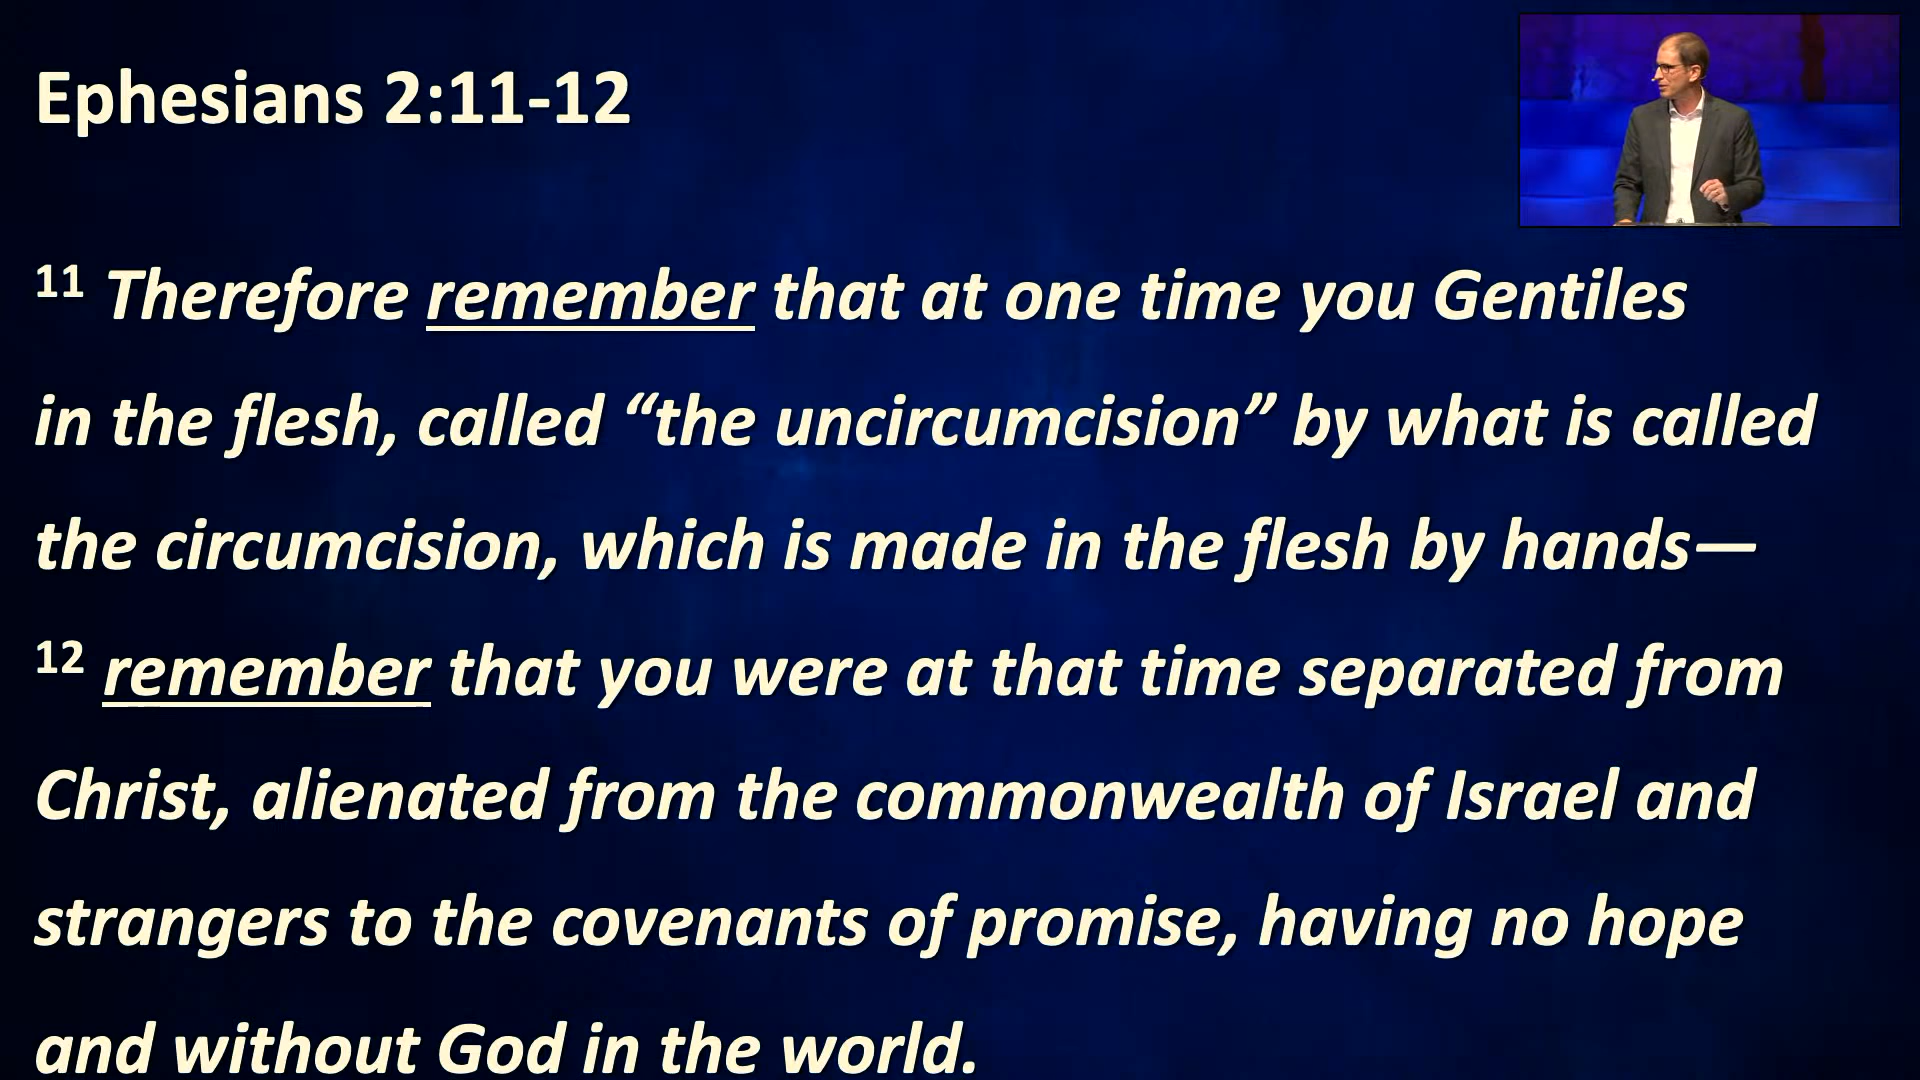 Ephesians 2:11-12
11 Therefore remember that at one time you Gentiles
in the flesh, called “the uncircumcision” by what is called
the circumcision, which is made in the flesh by hands—
12 remember that you were at that time separated from
Christ, alienated from the commonwealth of Israel and
strangers to the covenants of promise, having no hope
and without God in the world.